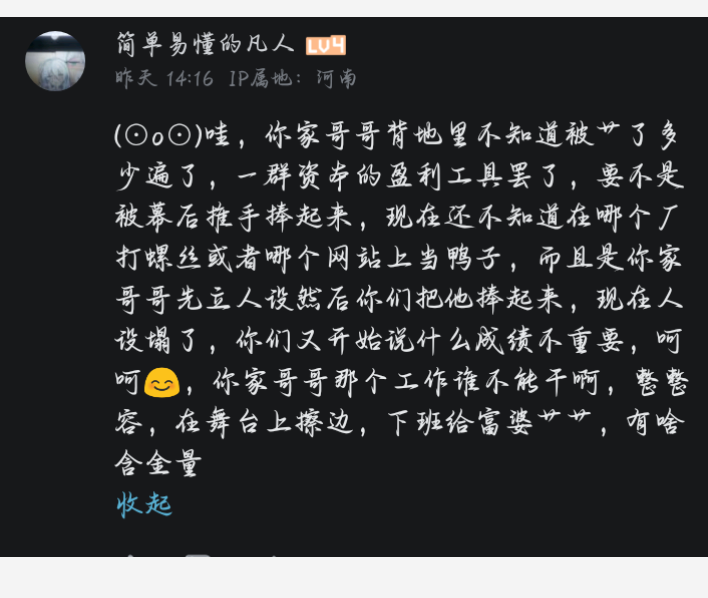 简单易懂的凡人 LV4
昨天 14:16 IP属地：河南
(⊙o⊙)哇，你家哥哥背地里不知道被艹了多
少遍了，一群资本的盈利工具罢了，要不是
被幕后推手捧起来，现在还不知道在哪个厂
打螺丝或者哪个网站上当鸭子，而且是你家
哥哥先立人设然后你们把他捧起来，现在人
设塌了，你们又开始说什么成绩不重要，呵
呵😊，你家哥哥那个工作谁不能干啊，整整
容，在舞台上擦边，下班给富婆艹艹，有啥
含金量
收起